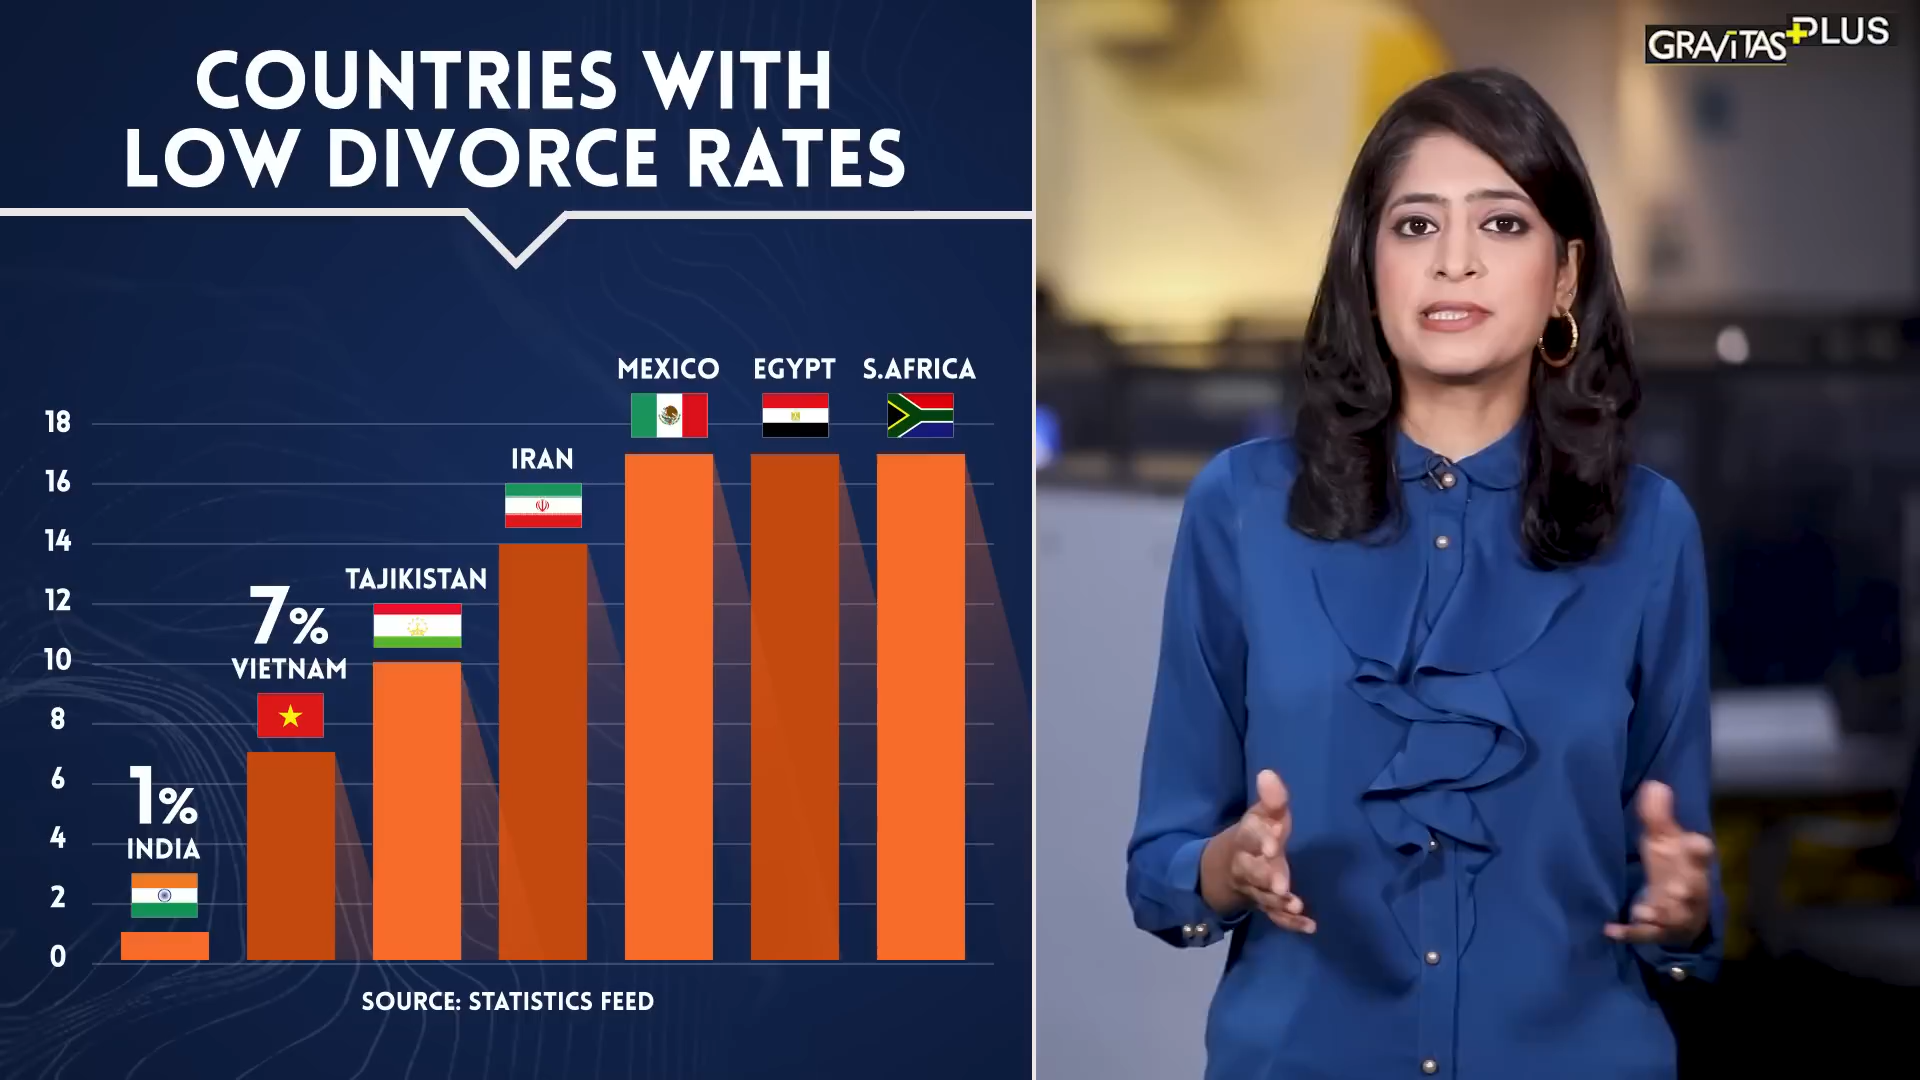 COUNTRIES WITH
LOW DIVORCE RATES
GRAViTAS+PLUS
MEXICO EGYPT S.AFRICA
18
IRAN
16
14
TAJIKISTAN
7%
12
VIETNAM
10
8
1%
6
INDIA
4
2
0
SOURCE: STATISTICS FEED